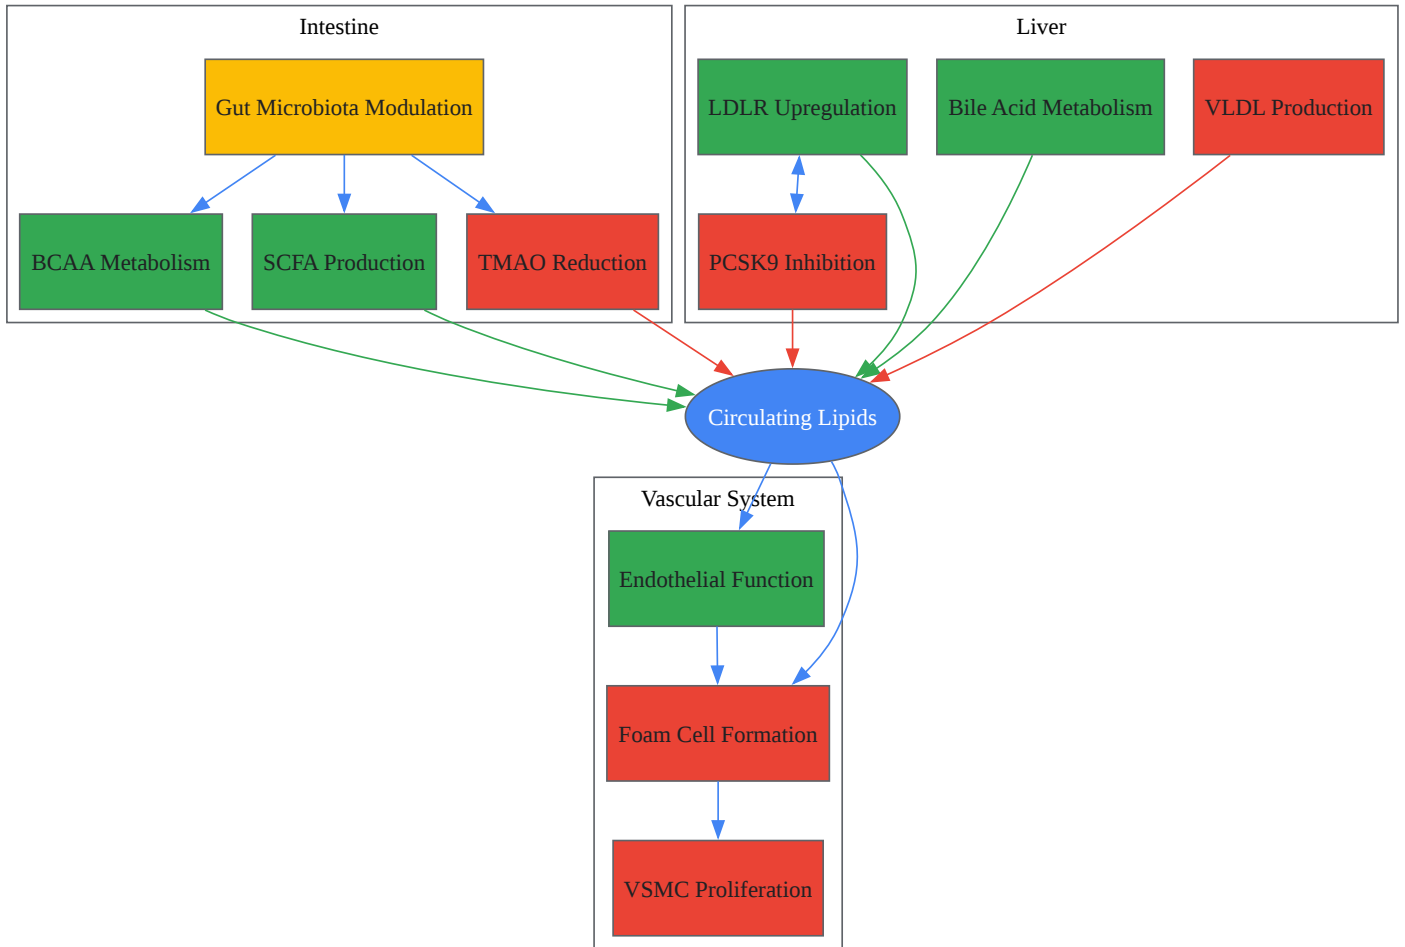 Intestine
Liver
Gut Microbiota Modulation
LDLR Upregulation
Bile Acid Metabolism
VLDL Production
BCAA Metabolism
SCFA Production
TMAO Reduction
PCSK9 Inhibition
Circulating Lipids
Vascular System
Endothelial Function
Foam Cell Formation
VSMC Proliferation